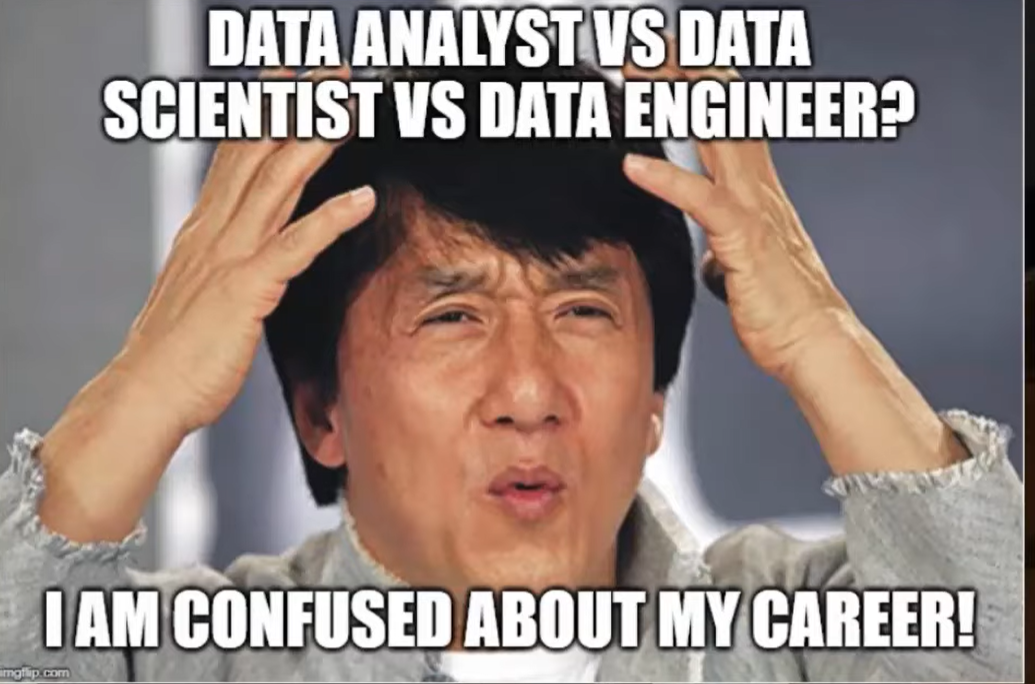 DATA ANALYST VS DATA
SCIENTIST VS DATA ENGINEER?
I AM CONFUSED ABOUT MY CAREER!
imgflip.com